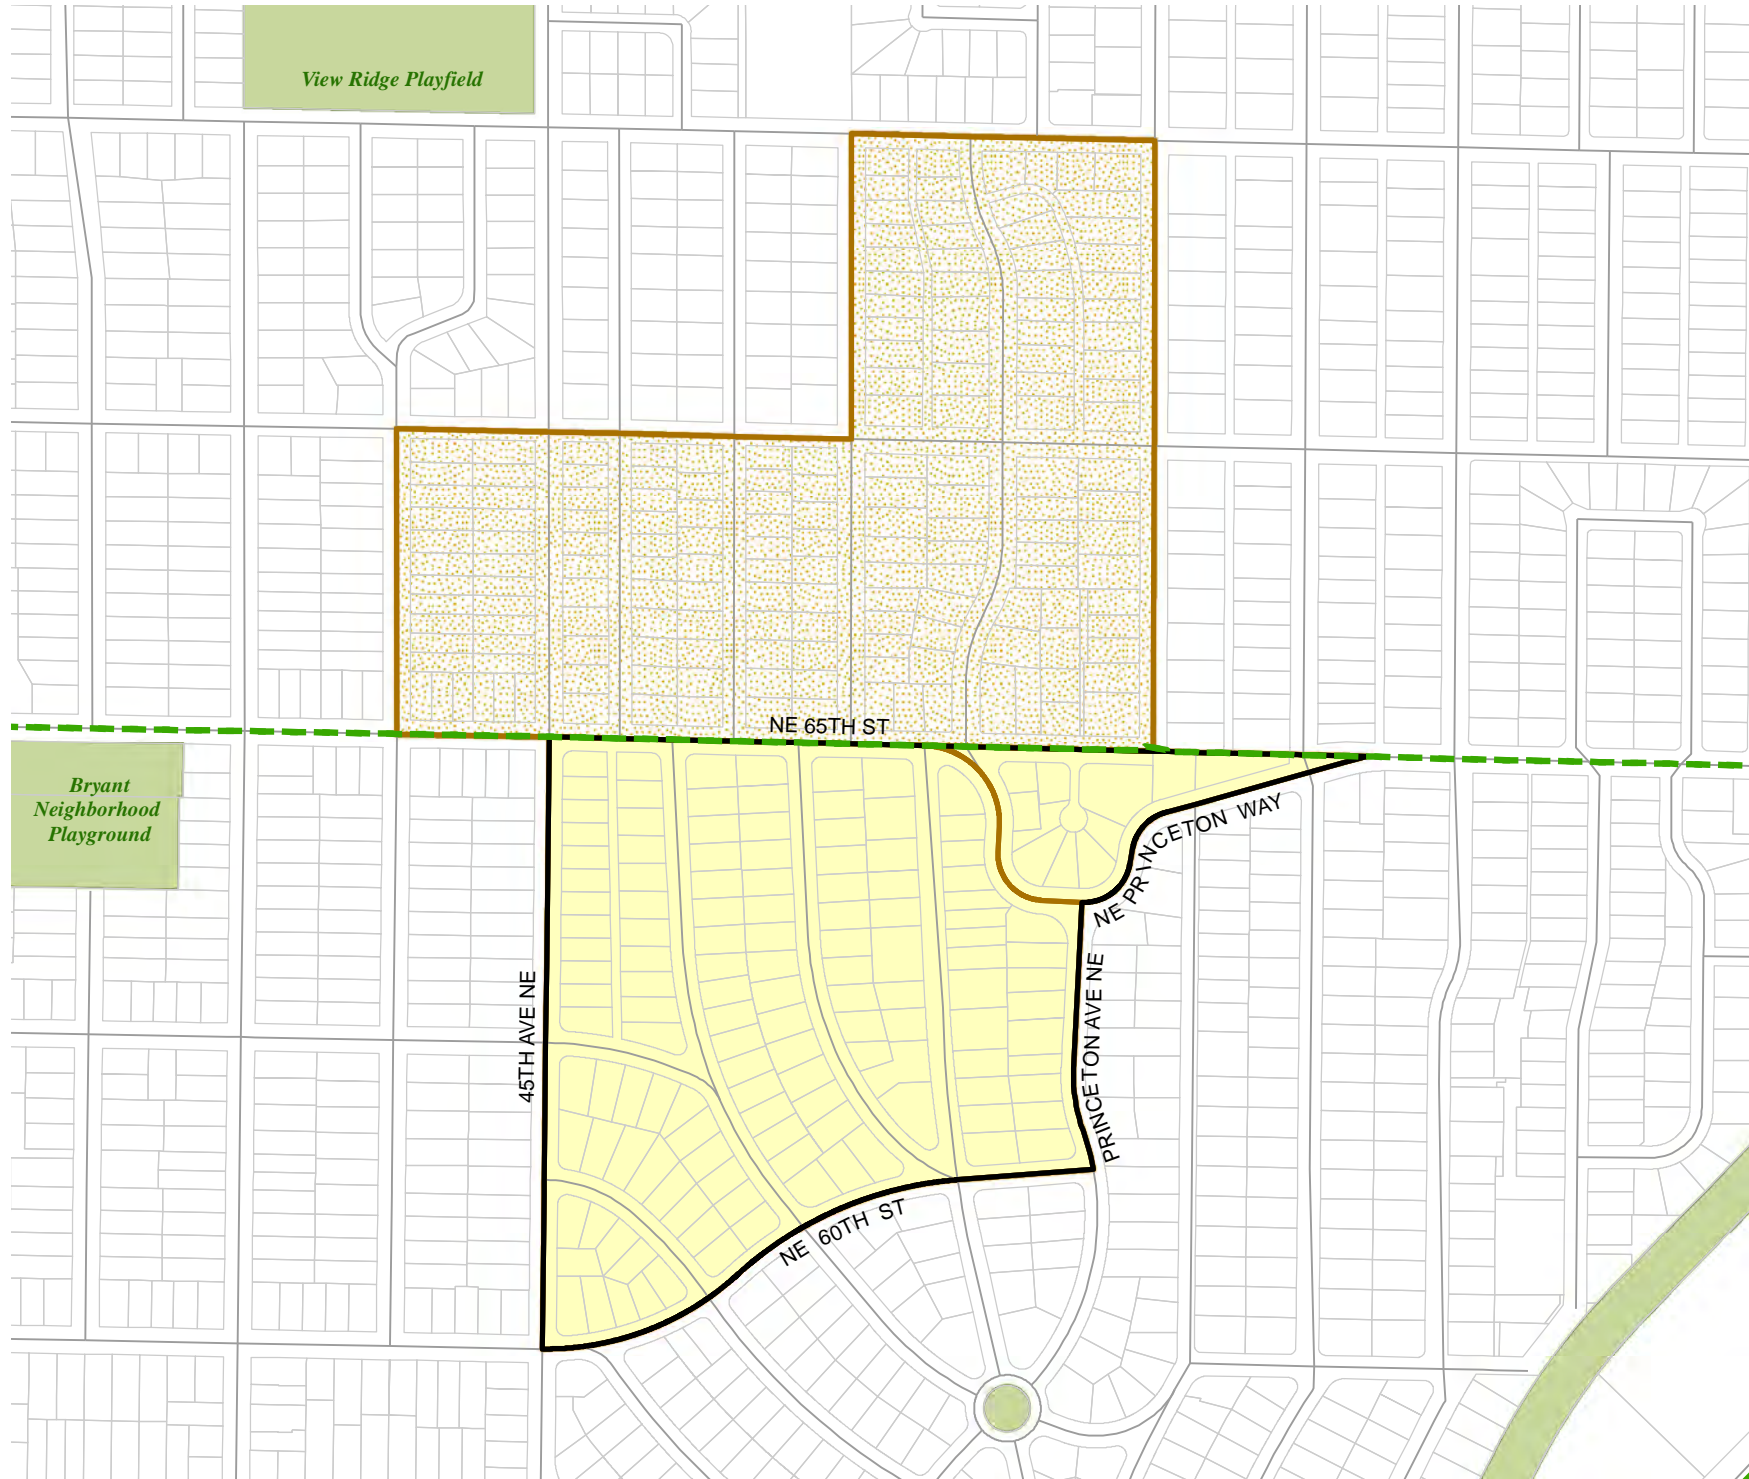 View Ridge Playfield
NE 65TH ST
Bryant
Neighborhood
Playground
NE PRINCETON WAY
45TH AVE NE
PRINCETON AVE NE
NE 60TH ST